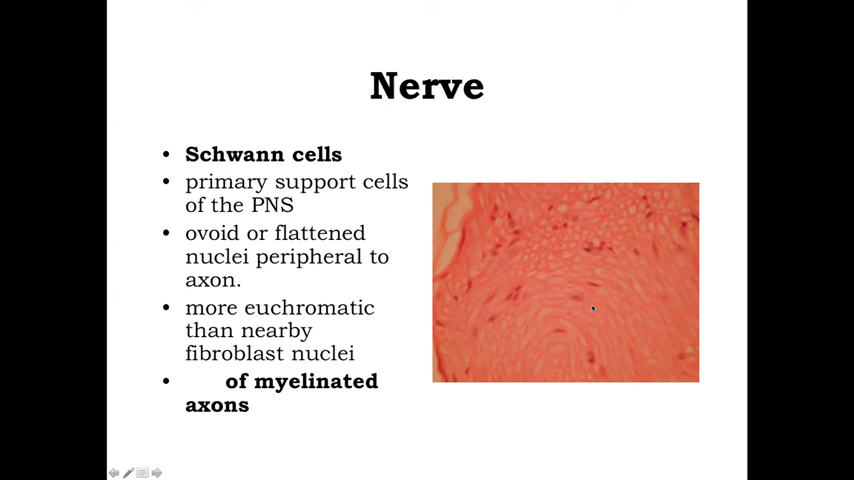 Nerve
• Schwann cells
• primary support cells
of the PNS
• ovoid or flattened
nuclei peripheral to
axon.
• more euchromatic
than nearby
fibroblast nuclei
• of myelinated
axons